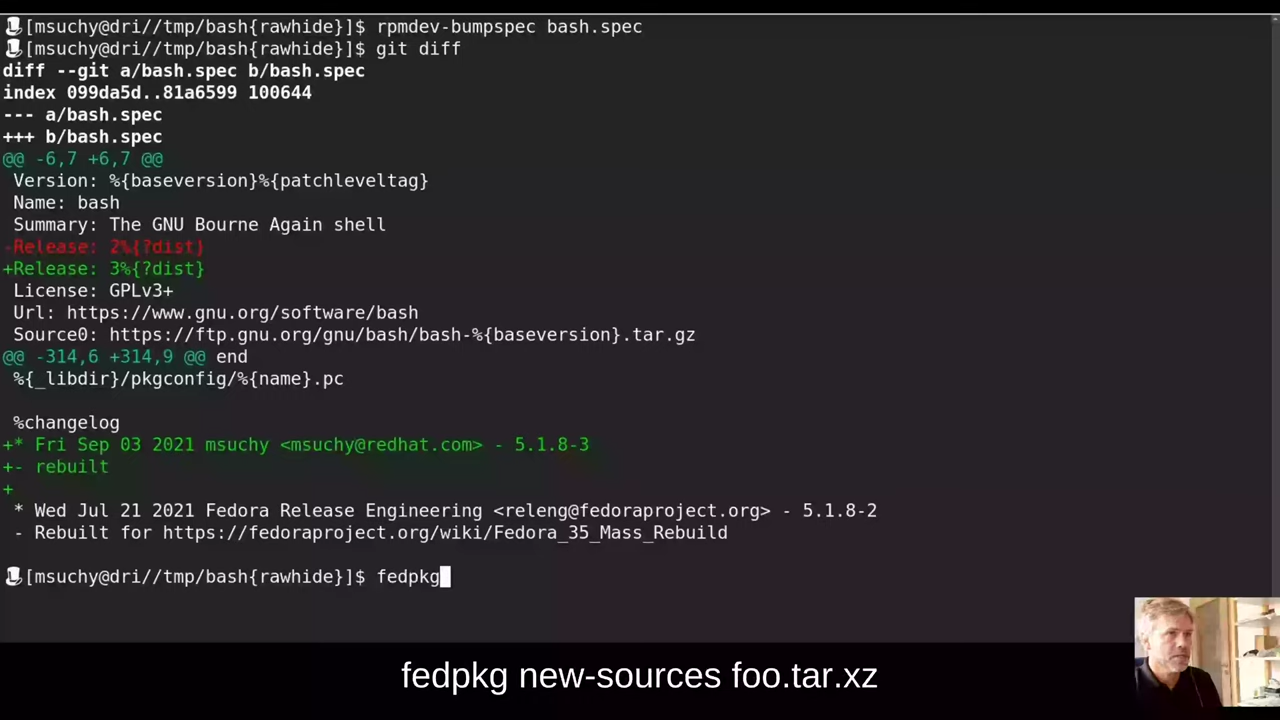 [msuchy@dri//tmp/bash{rawhide}]$ rpmdev-bumpspec bash.spec
[msuchy@dri//tmp/bash{rawhide}]$ git diff
diff --git a/bash.spec b/bash.spec
index 099da5d..81a6599 100644
--- a/bash.spec
+++ b/bash.spec
@@ -6,7 +6,7 @@
 Version: %{baseversion}%{patchleveltag}
 Name: bash
 Summary: The GNU Bourne Again shell
-Release: 2%{?dist}
+Release: 3%{?dist}
 License: GPLv3+
 Url: https://www.gnu.org/software/bash
 Source0: https://ftp.gnu.org/gnu/bash/bash-%{baseversion}.tar.gz
@@ -314,6 +314,9 @@ end
 %{_libdir}/pkgconfig/%{name}.pc
 %changelog
+* Fri Sep 03 2021 msuchy <msuchy@redhat.com> - 5.1.8-3
+- rebuilt
+
 * Wed Jul 21 2021 Fedora Release Engineering <releng@fedoraproject.org> - 5.1.8-2
 - Rebuilt for https://fedoraproject.org/wiki/Fedora_35_Mass_Rebuild
[msuchy@dri//tmp/bash{rawhide}]$ fedpkg
fedpkg new-sources foo.tar.xz